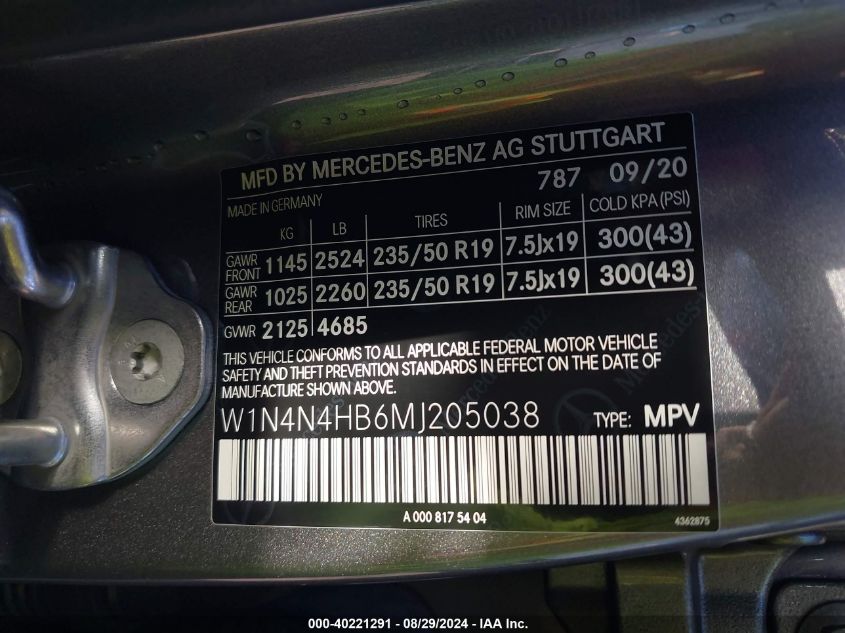 MFD BY MERCEDES-BENZ AG STUTTGART
787 09/20
MADE IN GERMANY
KG LB TIRES RIM SIZE COLD KPA (PSI)
GAWR FRONT 1145 2524 235/50 R19 7.5Jx19 300(43)
GAWR REAR 1025 2260 235/50 R19 7.5Jx19 300(43)
GVWR 2125 4685
THIS VEHICLE CONFORMS TO ALL APPLICABLE FEDERAL MOTOR VEHICLE
SAFETY AND THEFT PREVENTION STANDARDS IN EFFECT ON THE DATE OF
MANUFACTURE SHOWN ABOVE.
W1N4N4HB6MJ205038 TYPE: MPV
A 000 817 54 04
4362875
000-40221291 - 08/29/2024 - IAA Inc.